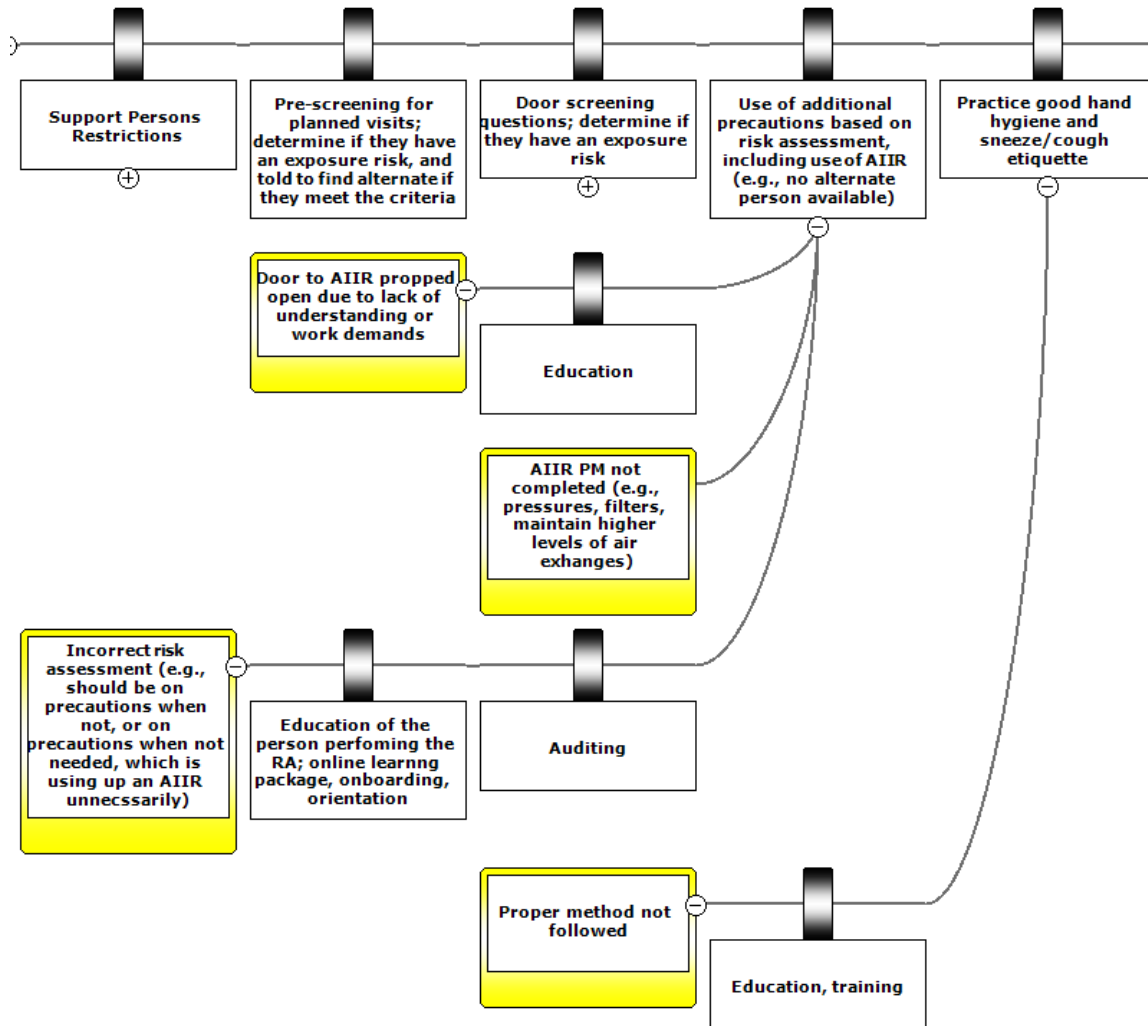 Support Persons
Restrictions
Pre-screening for
planned visits;
determine if they have
an exposure risk, and
told to find alternate if
they meet the criteria
Door screening
questions; determine if
they have an exposure
risk
Use of additional
precautions based on
risk assessment,
including use of AIIR
(e.g., no alternate
person available)
Practice good hand
hygiene and
sneeze/cough
etiquette
Door to AIIR propped
open due to lack of
understanding or
work demands
Education
AIIR PM not
completed (e.g.,
pressures, filters,
maintain higher
levels of air
exhanges)
Incorrect risk
assessment (e.g.,
should be on
precautions when
not, or on
precautions when not
needed, which is
using up an AIIR
unnecssarily)
Education of the
person perfoming the
RA; online learnng
package, onboarding,
orientation
Auditing
Proper method not
followed
Education, training